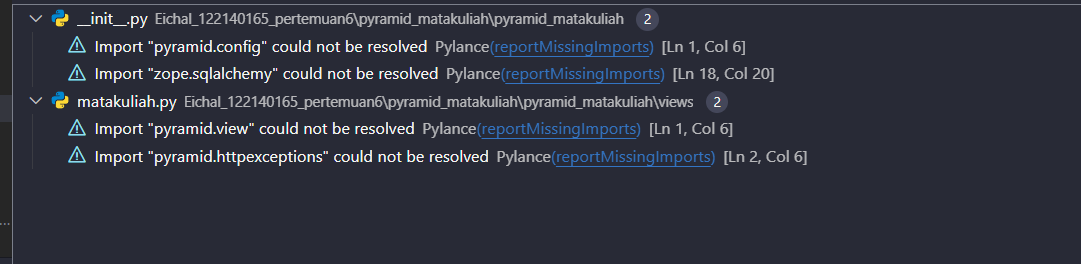 __init__.py Eichal_122140165_pertemuan6\pyramid_matakuliah\pyramid_matakuliah 2
Import "pyramid.config" could not be resolved Pylance(reportMissingImports) [Ln 1, Col 6]
Import "zope.sqlalchemy" could not be resolved Pylance(reportMissingImports) [Ln 18, Col 20]
matakuliah.py Eichal_122140165_pertemuan6\pyramid_matakuliah\pyramid_matakuliah\views 2
Import "pyramid.view" could not be resolved Pylance(reportMissingImports) [Ln 1, Col 6]
Import "pyramid.httpexceptions" could not be resolved Pylance(reportMissingImports) [Ln 2, Col 6]